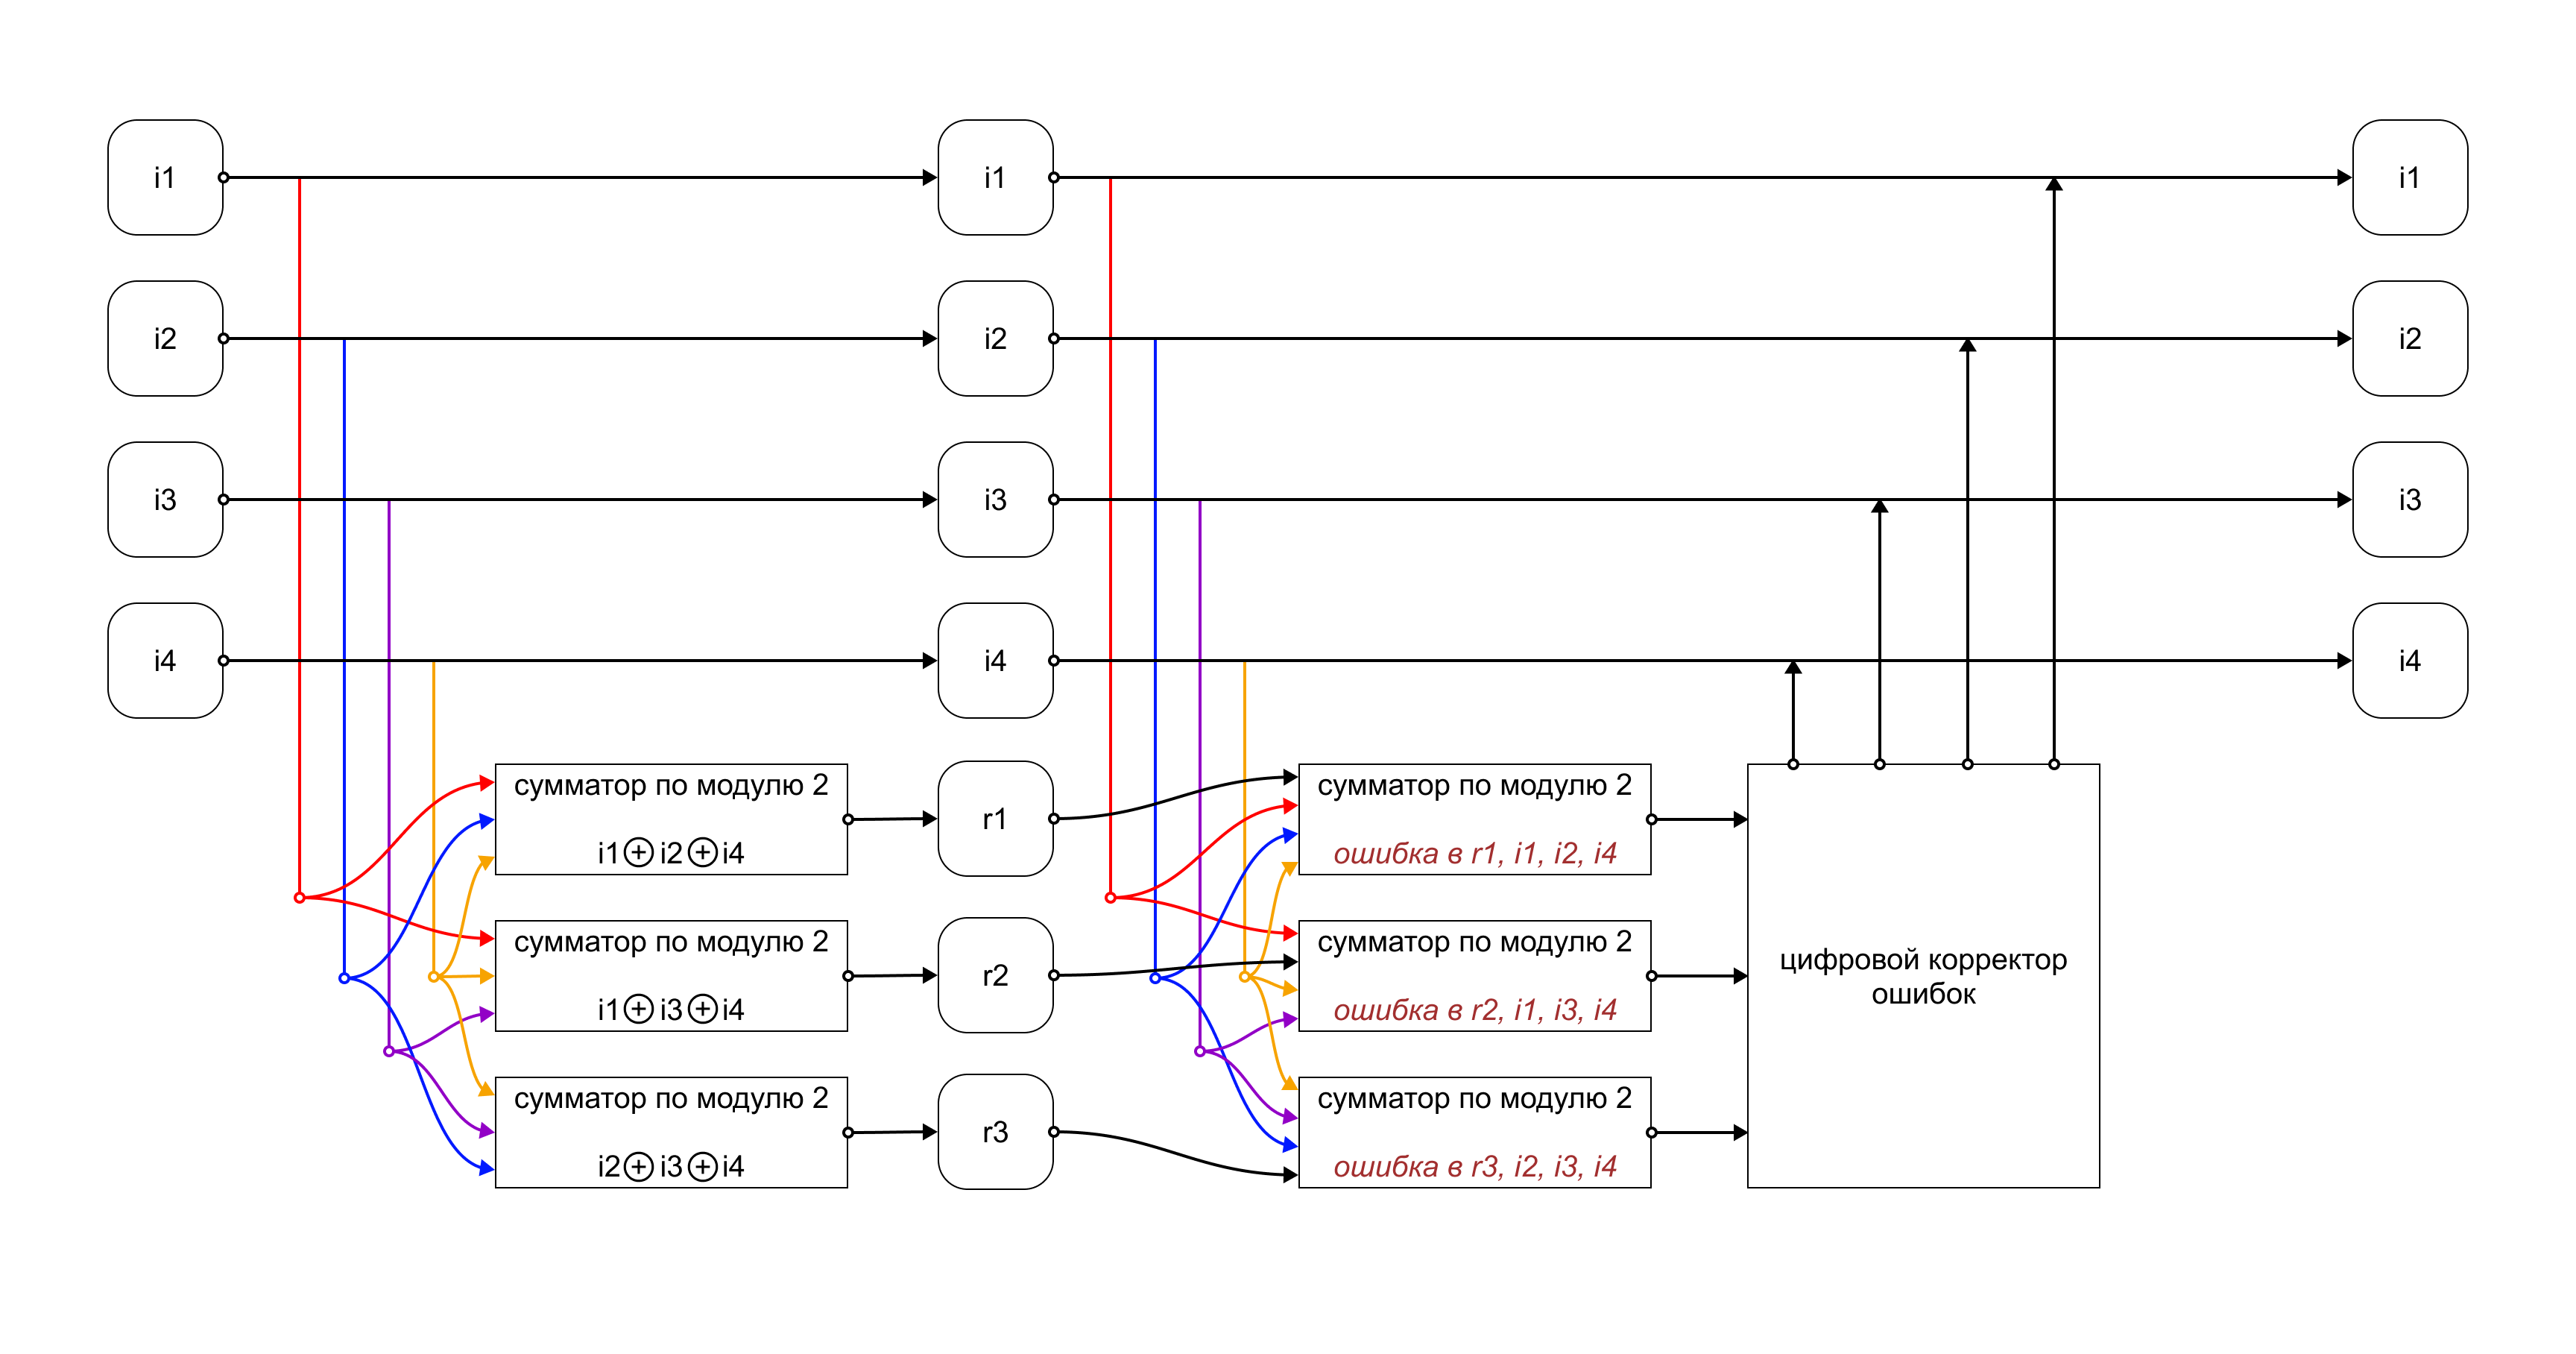 i1
i1
i1
i2
i2
i2
i3
i3
i3
i4
i4
i4
сумматор по модулю 2
i1⊕i2⊕i4
r1
сумматор по модулю 2
ошибка в r1, i1, i2, i4
сумматор по модулю 2
i1⊕i3⊕i4
r2
сумматор по модулю 2
ошибка в r2, i1, i3, i4
цифровой корректор
ошибок
сумматор по модулю 2
i2⊕i3⊕i4
r3
сумматор по модулю 2
ошибка в r3, i2, i3, i4